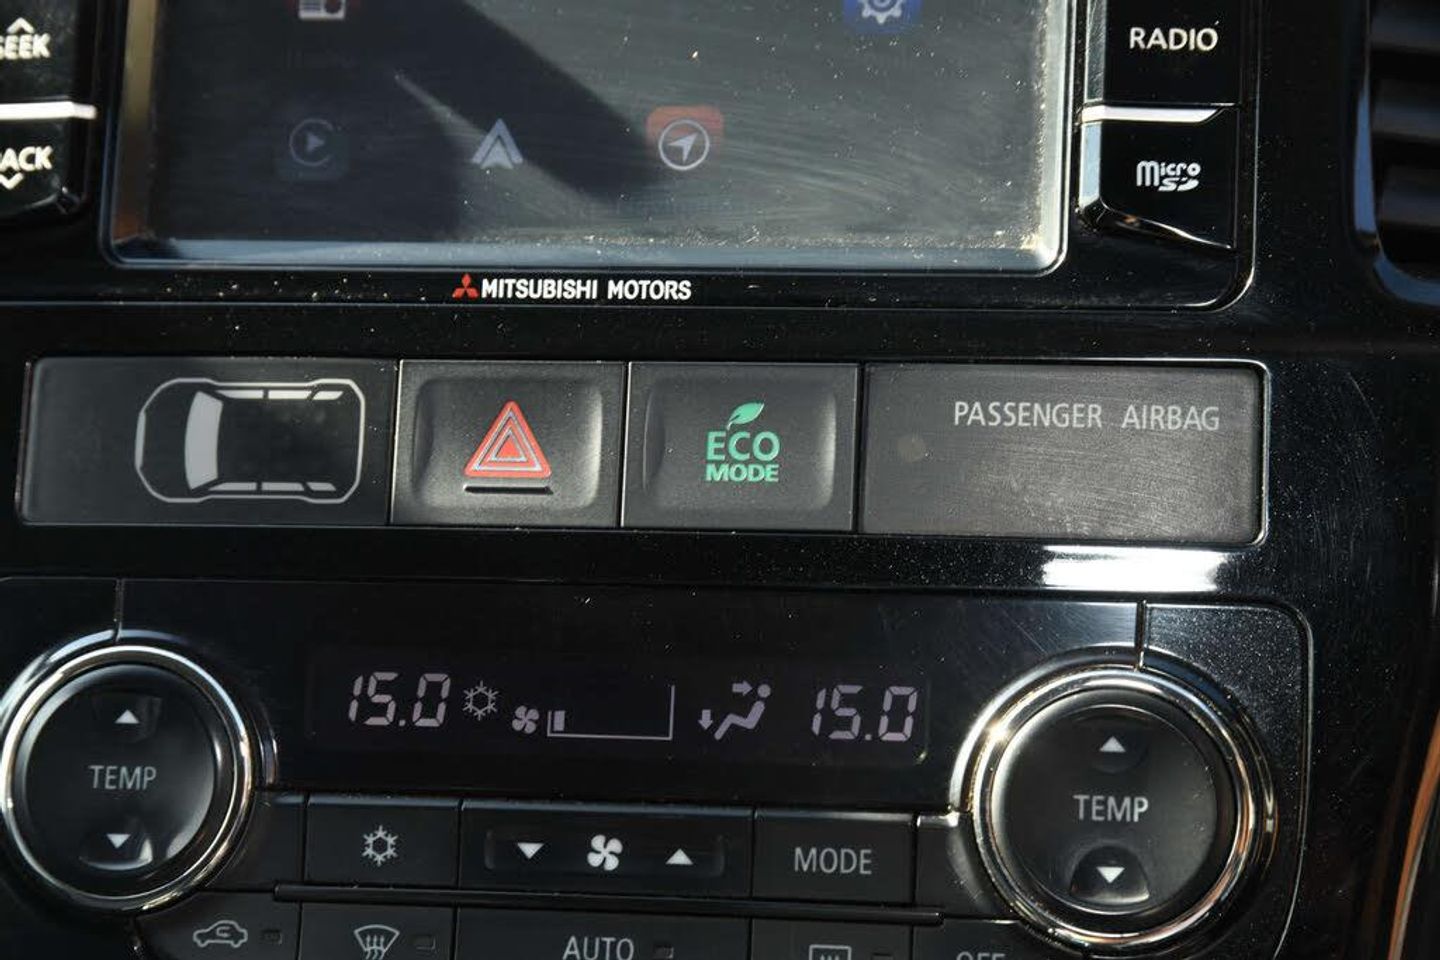 SEEK
RADIO
BACK
micro
SD
MITSUBISHI MOTORS
ECO
MODE
PASSENGER AIRBAG
15.0
15.0
TEMP
TEMP
MODE
AUTO
OFF